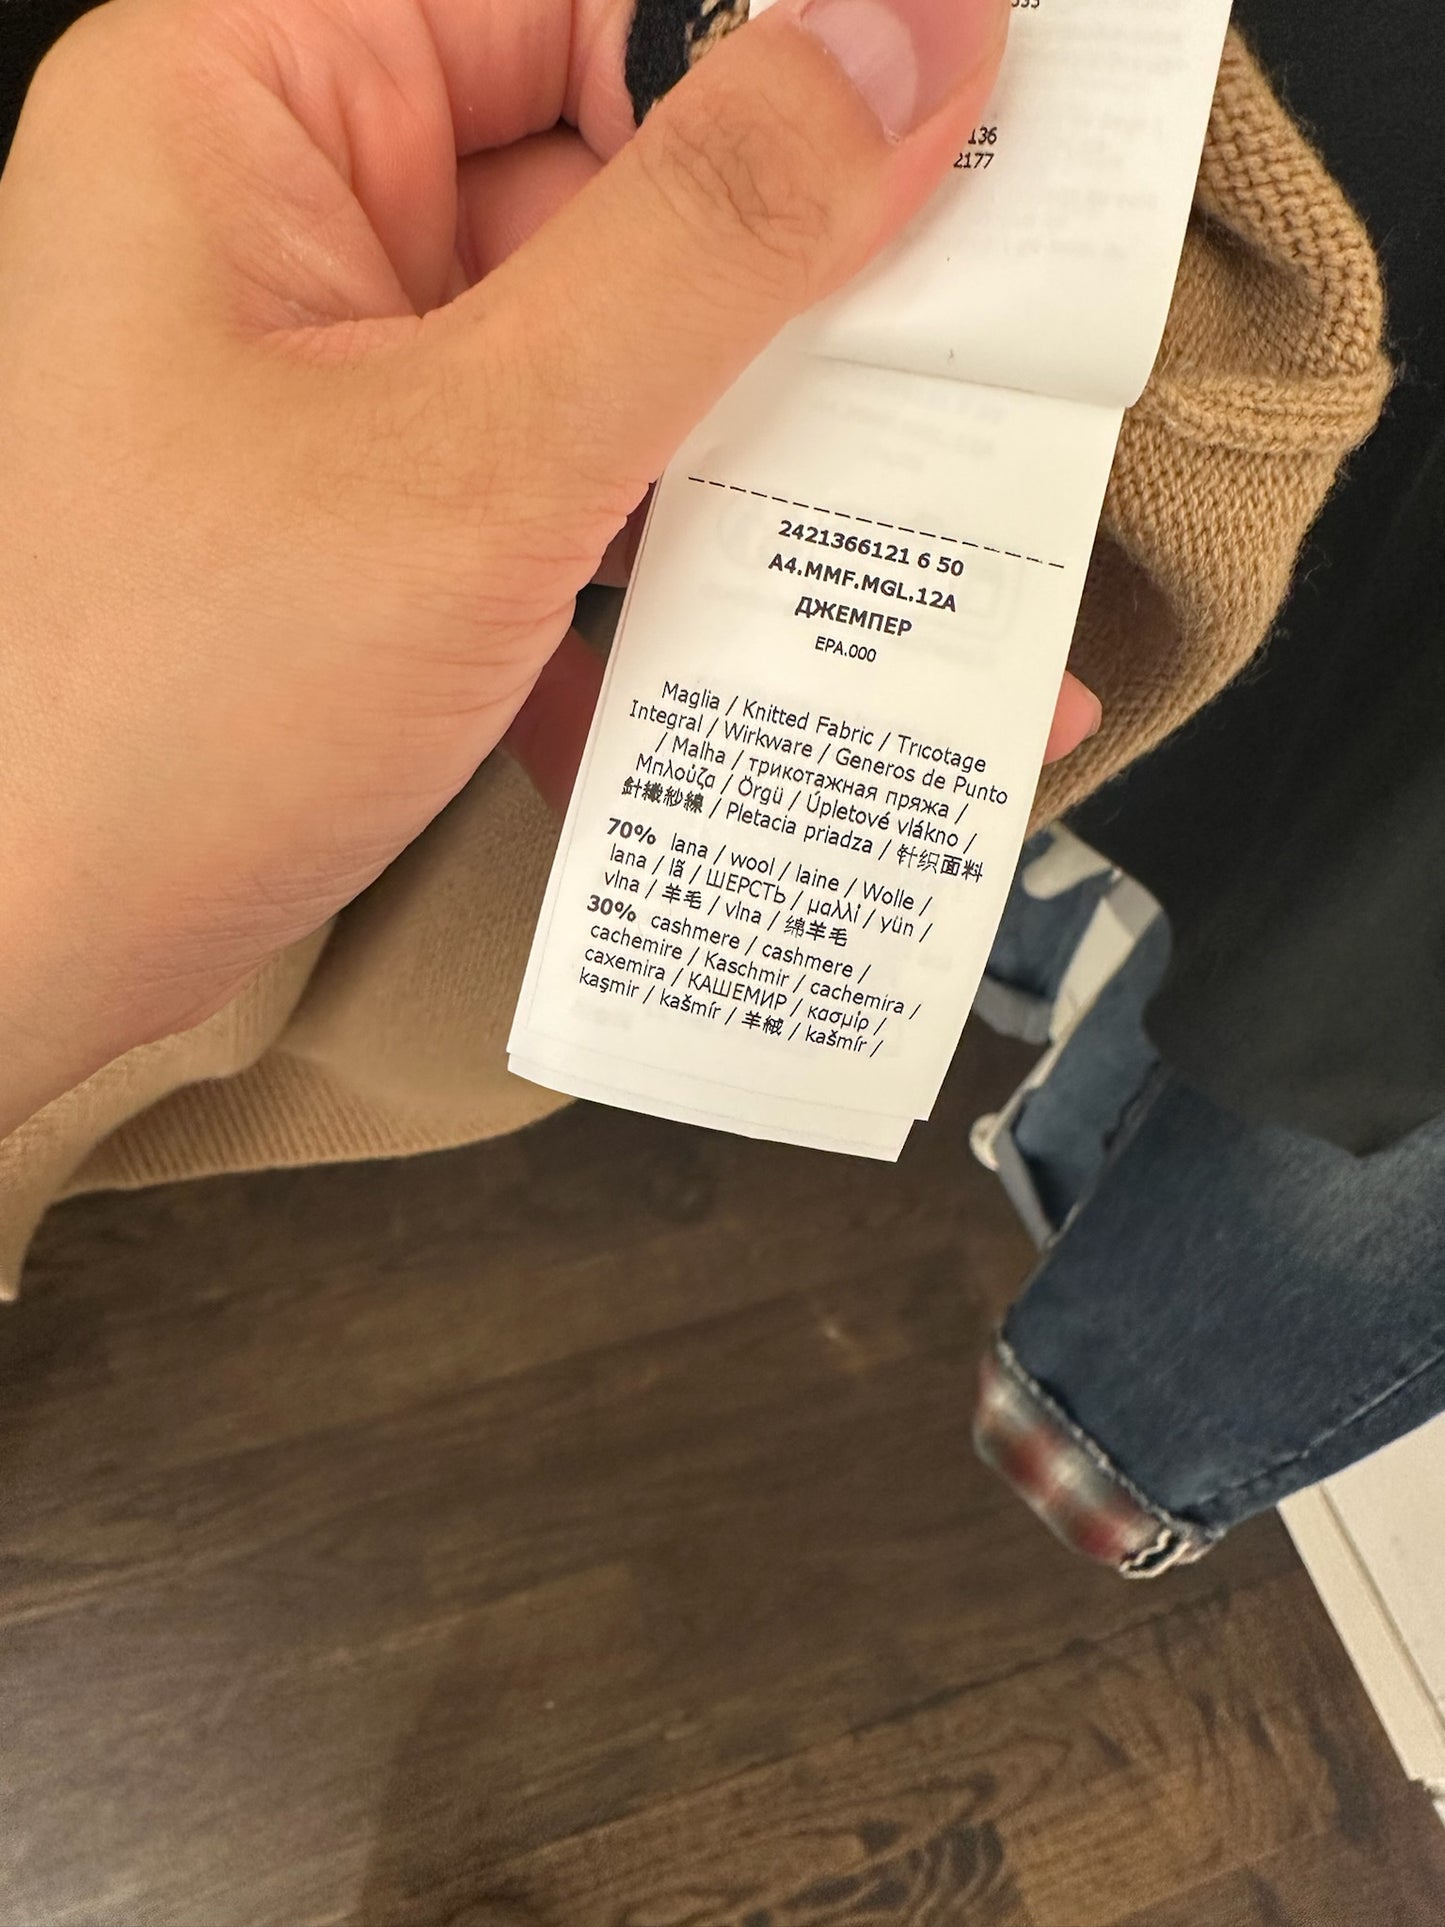 136
2177
2421366121 6 50
A4.MMF.MGL.12A
ДЖЕМПЕР
EPA.000
Maglia / Knitted Fabric / Tricotage
Integral / Wirkware / Generos de Punto
/ Malha / трикотажная пряжа /
Μπλούζα / Örgü / Úpletové vlákno /
針織紗線 / Pletacia priadza / 针织面料
70% lana / wool / laine / Wolle /
lana / lã / ШЕРСТЬ / μαλλί / yün /
vlna / 羊毛 / vlna / 绵羊毛
30% cashmere / cashmere /
cachemire / Kaschmir / cachemira /
caxemira / КАШЕМИР / κασμίρ /
kaşmir / kašmír / 羊絨 / kašmír /